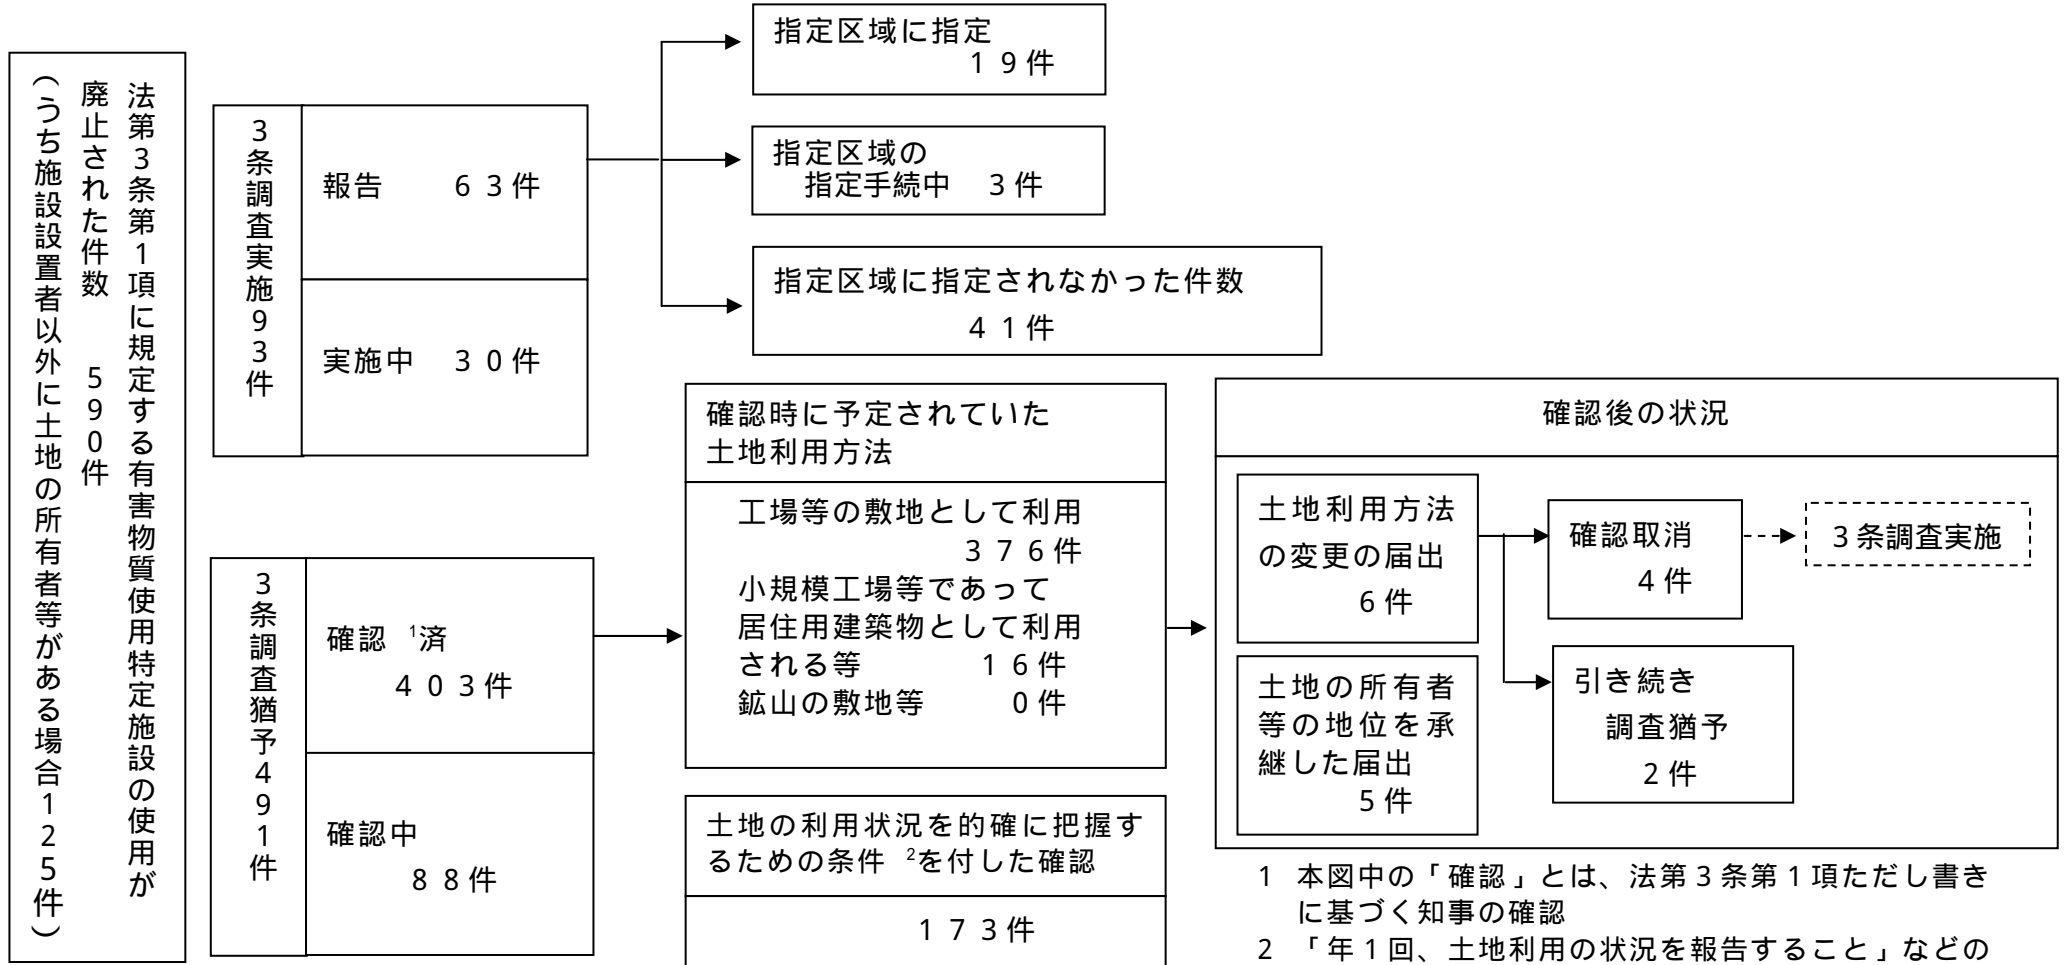 法第３条第１項に規定する有害物質使用特定施設の使用が
廃止された件数　５９０件
（うち施設設置者以外に土地の所有者等がある場合１２５件）
３条調査実施９３件
報告　６３件
実施中　３０件
指定区域に指定
１９件
指定区域の
指定手続中　３件
指定区域に指定されなかった件数
４１件
３条調査猶予４９１件
確認 1済
４０３件
確認中
８８件
確認時に予定されていた
土地利用方法
工場等の敷地として利用
３７６件
小規模工場等であって
居住用建築物として利用
される等　１６件
鉱山の敷地等　０件
土地の利用状況を的確に把握す
るための条件 2を付した確認
１７３件
確認後の状況
土地利用方法
の変更の届出
６件
確認取消
４件
３条調査実施
引き続き
調査猶予
２件
土地の所有者
等の地位を承
継した届出
５件
1 本図中の「確認」とは、法第３条第１項ただし書き
に基づく知事の確認
2 「年１回、土地利用の状況を報告すること」などの